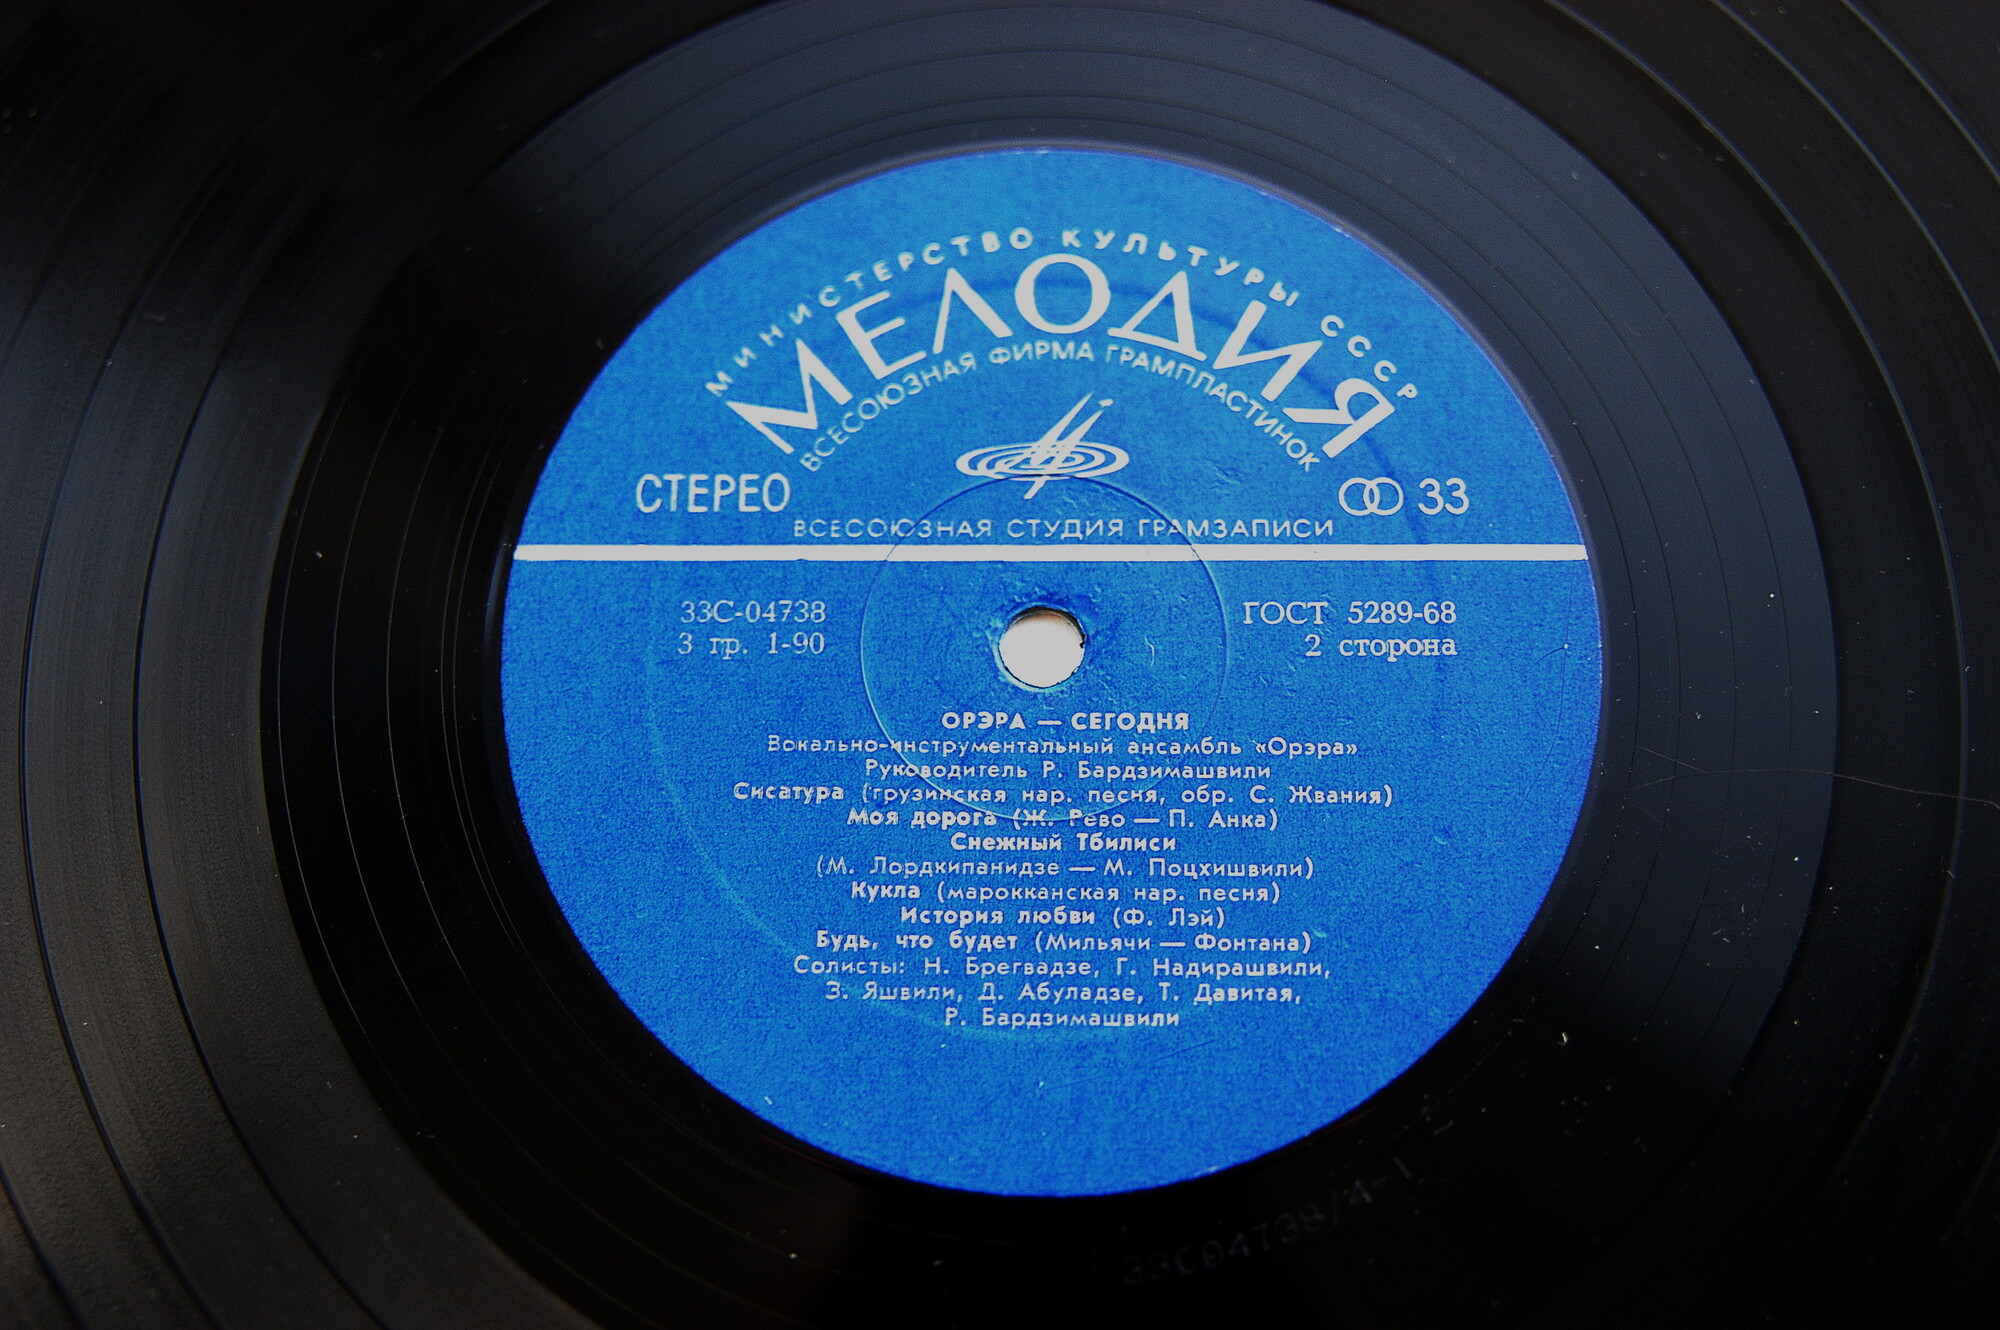 МИНИСТЕРСТВО КУЛЬТУРЫ СССР
МЕЛОДИЯ
ВСЕСОЮЗНАЯ ФИРМА ГРАМПЛАСТИНОК
СТЕРЕО
33
ВСЕСОЮЗНАЯ СТУДИЯ ГРАМЗАПИСИ
33С-04738
ГОСТ 5289-68
3 гр. 1-90
2 сторона
ОРЭРА — СЕГОДНЯ
Вокально-инструментальный ансамбль «Орэра»
Руководитель Р. Бардзимашвили
Сисатура (грузинская нар. песня, обр. С. Жвания)
Моя дорога (Ж. Рево — П. Анка)
Снежный Тбилиси
(М. Лордкипанидзе — М. Поцхишвили)
Кукла (марокканская нар. песня)
История любви (Ф. Лэй)
Будь, что будет (Мильячи — Фонтана)
Солисты: Н. Брегвадзе, Г. Надирашвили,
З. Яшвили, Д. Абуладзе, Т. Давитая,
Р. Бардзимашвили
33С04738/4-1